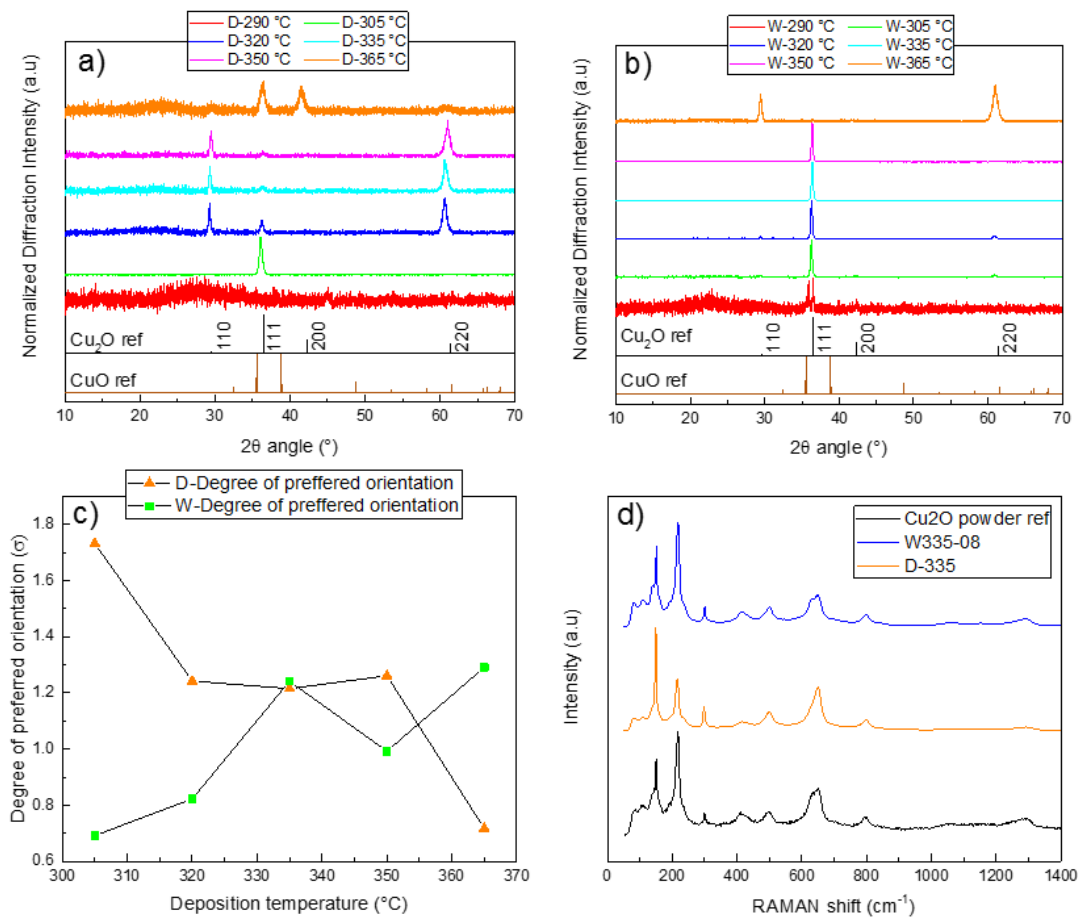 D-290 °C D-305 °C
D-320 °C D-335 °C
D-350 °C D-365 °C
a)
Normalized Diffraction Intensity (a.u)
Cu₂O ref
110
111
200
220
CuO ref
10 20 30 40 50 60 70
2θ angle (°)
W-290 °C W-305 °C
W-320 °C W-335 °C
W-350 °C W-365 °C
b)
Normalized Diffraction Intensity (a.u)
Cu₂O ref
110
111
200
220
CuO ref
10 20 30 40 50 60 70
2θ angle (°)
D-Degree of preffered orientation
W-Degree of preffered orientation
c)
Degree of preferred orientation (σ)
1.8
1.6
1.4
1.2
1.0
0.8
0.6
300 310 320 330 340 350 360 370
Deposition temperature (°C)
d)
Cu2O powder ref
W335-08
D-335
Intensity (a.u)
0 200 400 600 800 1000 1200 1400
RAMAN shift (cm⁻¹)